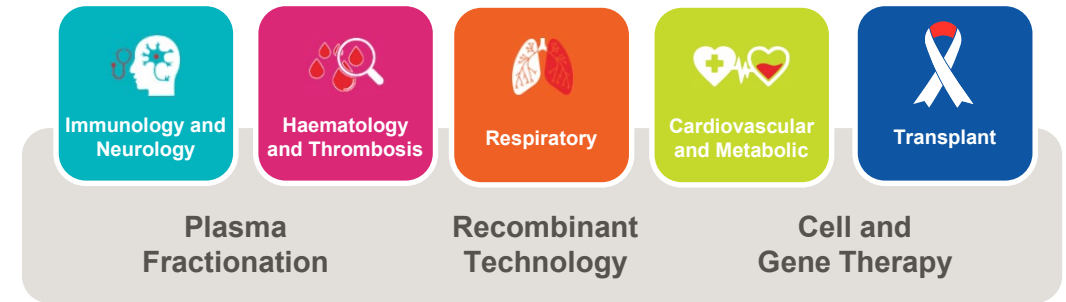 Immunology and
Neurology
Haematology
and Thrombosis
Respiratory
Cardiovascular
and Metabolic
Transplant
Plasma
Fractionation
Recombinant
Technology
Cell and
Gene Therapy